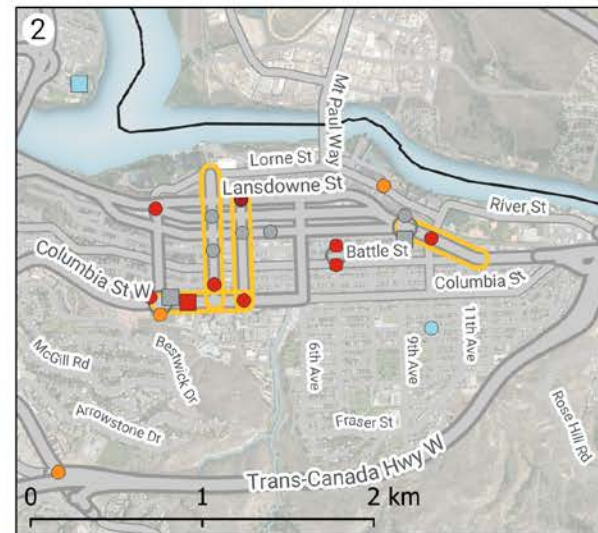 2
Mt Paul Way
Lorne St
Lansdowne St
River St
Columbia St W
Battle St
Columbia St
McGill Rd
Bestwick Dr
6th Ave
9th Ave
11th Ave
Arrowstone Dr
Fraser St
Rose Hill Rd
Trans-Canada Hwy W
0 1 2 km